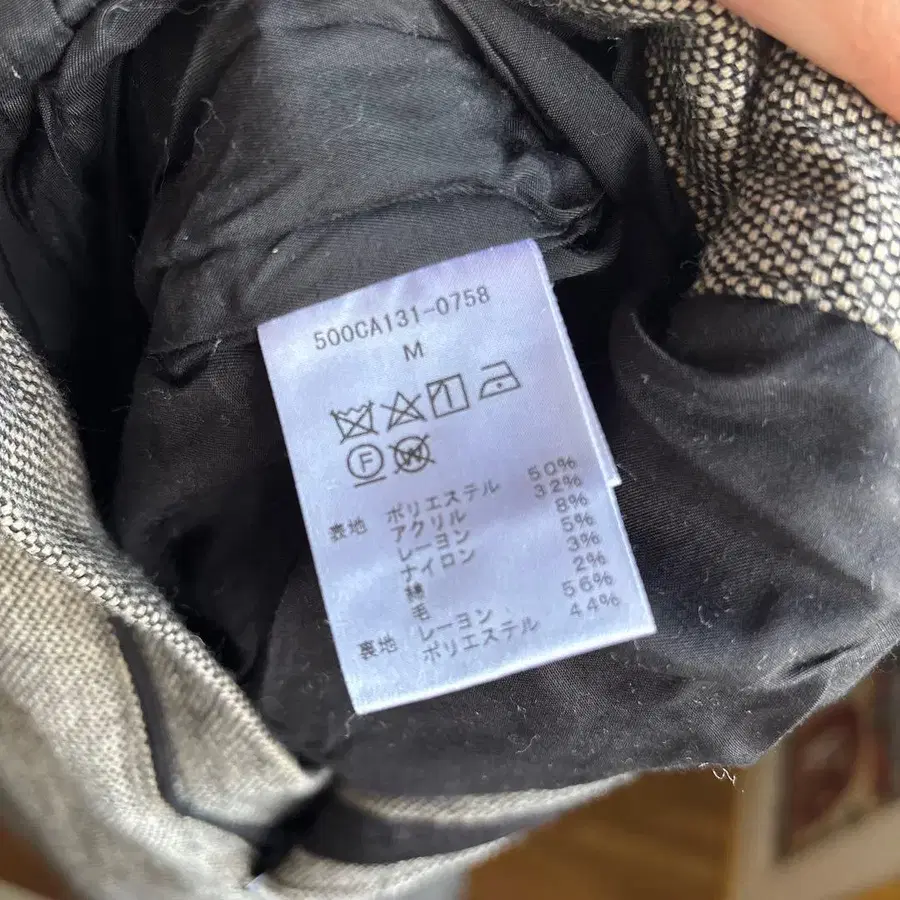 500CA131-0758
M
F W
表地 ポリエステル 50%
アクリル 32%
レーヨン 8%
ナイロン 5%
綿 3%
毛 2%
裏地 レーヨン 56%
ポリエステル 44%